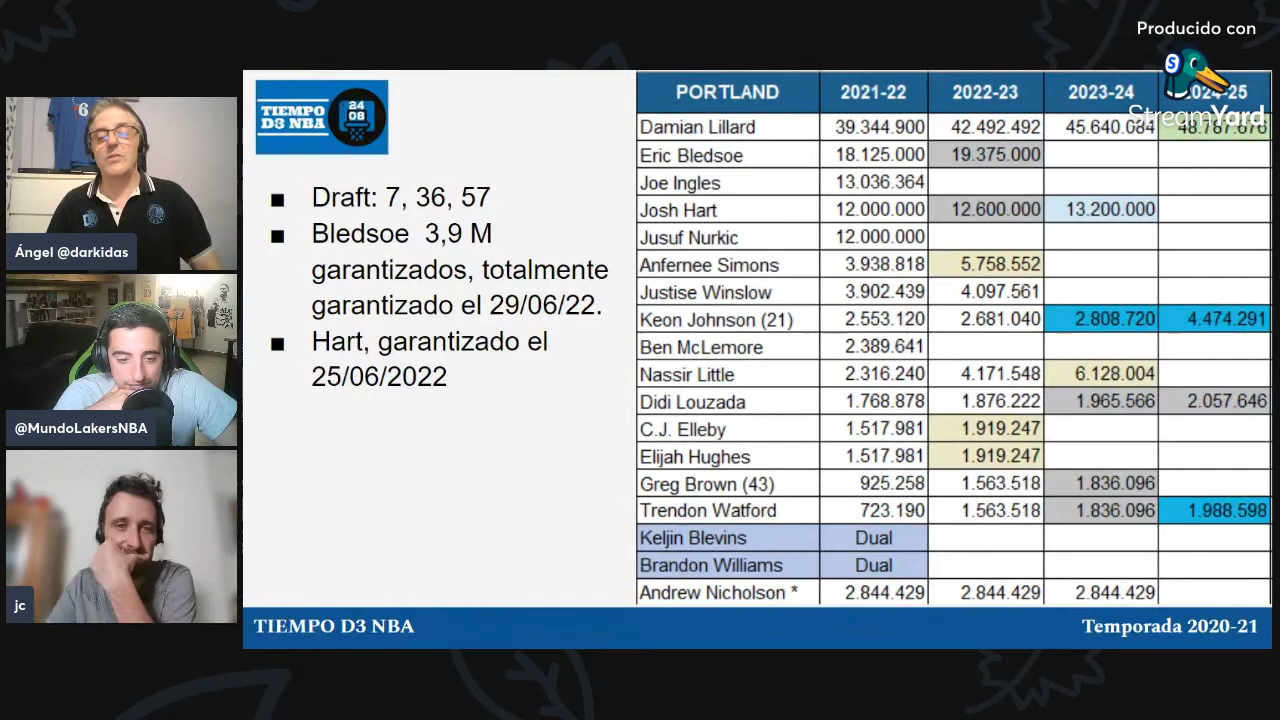 Producido con
StreamYard
TIEMPO
D3 NBA
24
08
Draft: 7, 36, 57
Bledsoe 3,9 M
garantizados, totalmente
garantizado el 29/06/22.
Hart, garantizado el
25/06/2022
PORTLAND 2021-22 2022-23 2023-24 2024-25
Damian Lillard 39.344.900 42.492.492 45.640.084 48.787.676
Eric Bledsoe 18.125.000 19.375.000
Joe Ingles 13.036.364
Josh Hart 12.000.000 12.600.000 13.200.000
Jusuf Nurkic 12.000.000
Anfernee Simons 3.938.818 5.758.552
Justise Winslow 3.902.439 4.097.561
Keon Johnson (21) 2.553.120 2.681.040 2.808.720 4.474.291
Ben McLemore 2.389.641
Nassir Little 2.316.240 4.171.548 6.128.004
Didi Louzada 1.768.878 1.876.222 1.965.566 2.057.646
C.J. Elleby 1.517.981 1.919.247
Elijah Hughes 1.517.981 1.919.247
Greg Brown (43) 925.258 1.563.518 1.836.096
Trendon Watford 723.190 1.563.518 1.836.096 1.988.598
Keljin Blevins Dual
Brandon Williams Dual
Andrew Nicholson * 2.844.429 2.844.429 2.844.429
TIEMPO D3 NBA
Temporada 2020-21
Ángel @darkidas
@MundoLakersNBA
jc